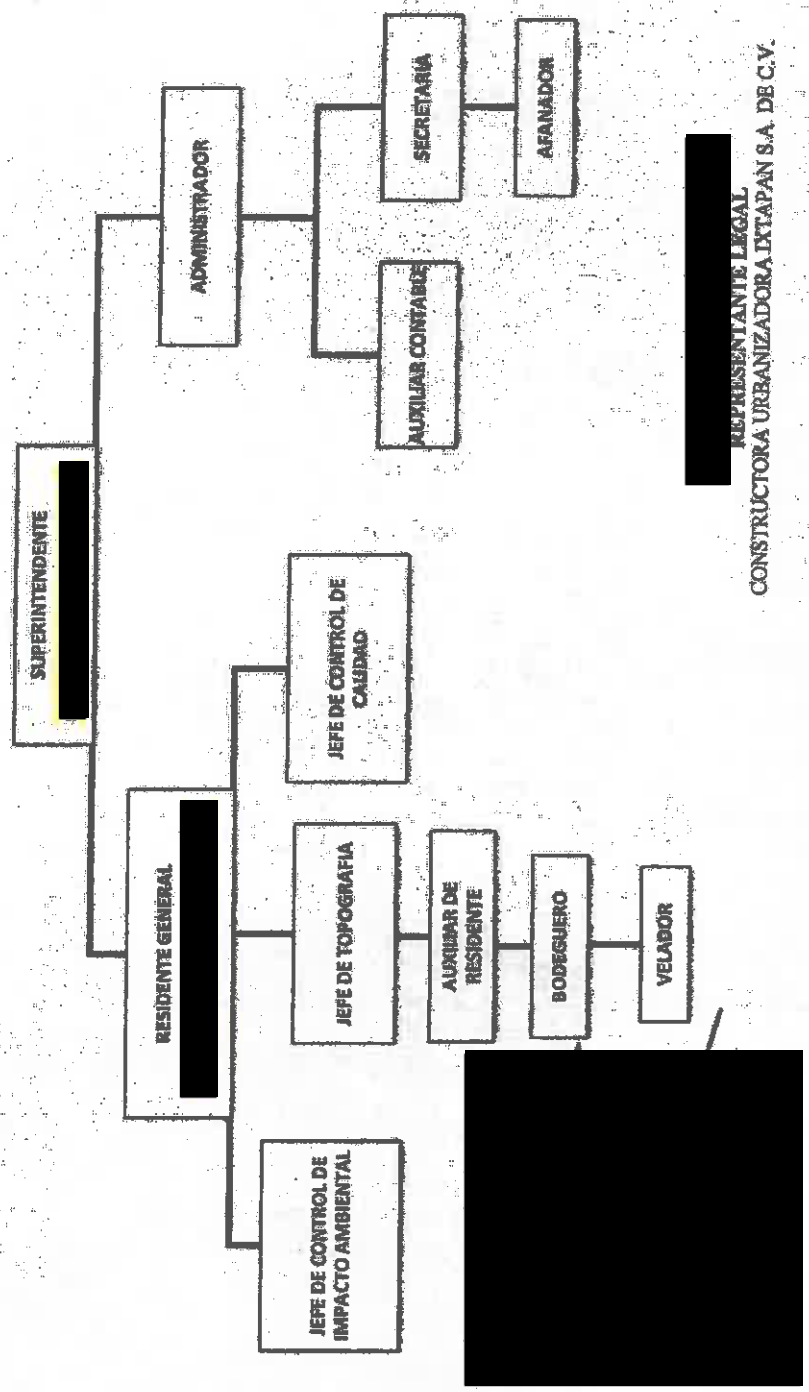 SUPERINTENDENTE
RESIDENTE GENERAL
ADMINISTRADOR
JEFE DE CONTROL DE
IMPACTO AMBIENTAL
JEFE DE TOPOGRAFIA
JEFE DE CONTROL DE
CALIDAD
AUXILIAR CONTABLE
SECRETARIA
AUXILIAR DE
RESIDENTE
AFANADOR
BODEGUERO
VELADOR
REPRESENTANTE LEGAL
CONSTRUCTORA URBANIZADORA IXTAPAN S.A. DE C.V.